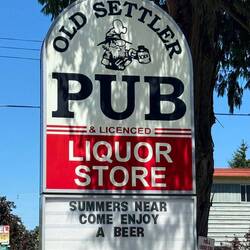 OLD SETTLER
PUB
& LICENCED
LIQUOR
STORE
SUMMERS NEAR
COME ENJOY
A BEER